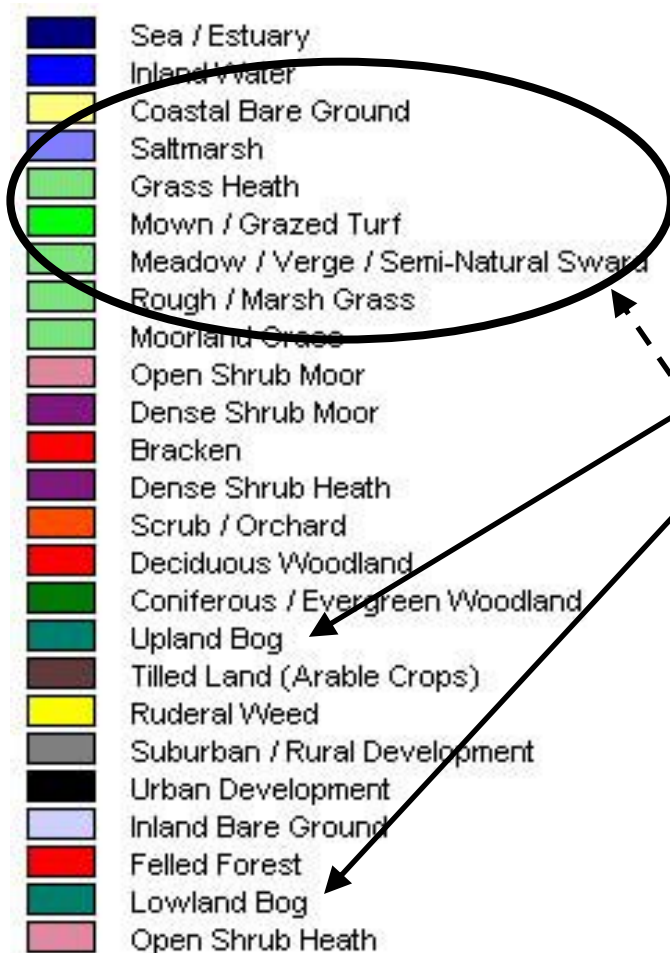 Sea / Estuary
Inland Water
Coastal Bare Ground
Saltmarsh
Grass Heath
Mown / Grazed Turf
Meadow / Verge / Semi-Natural Sward
Rough / Marsh Grass
Moorland Grass
Open Shrub Moor
Dense Shrub Moor
Bracken
Dense Shrub Heath
Scrub / Orchard
Deciduous Woodland
Coniferous / Evergreen Woodland
Upland Bog
Tilled Land (Arable Crops)
Ruderal Weed
Suburban / Rural Development
Urban Development
Inland Bare Ground
Felled Forest
Lowland Bog
Open Shrub Heath